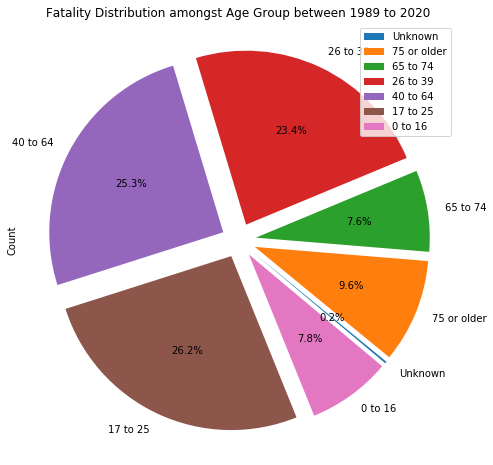 Fatality Distribution amongst Age Group between 1989 to 2020
Unknown
75 or older
65 to 74
26 to 39
40 to 64
17 to 25
0 to 16
26 to 3
23.4%
40 to 64
25.3%
7.6%
65 to 74
Count
9.6%
0.2%
75 or older
7.8%
26.2%
Unknown
0 to 16
17 to 25